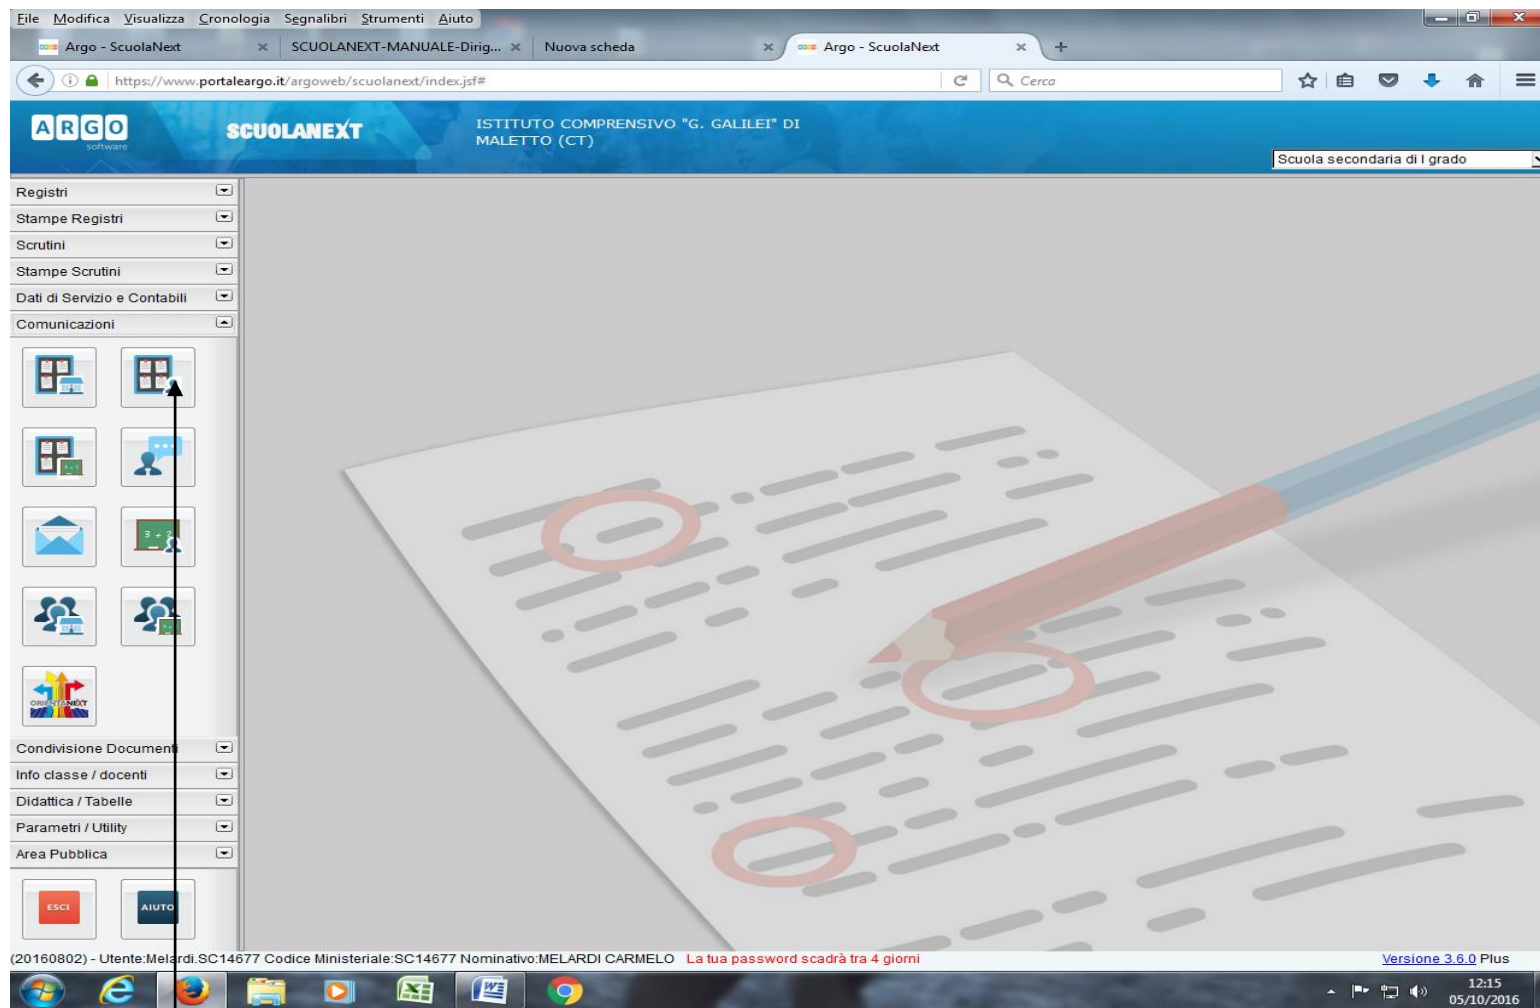 File Modifica Visualizza Cronologia Segnalibri Strumenti Aiuto
Argo - ScuolaNext
SCUOLANEXT-MANUALE-Dirig...
Nuova scheda
Argo - ScuolaNext
https://www.portaleargo.it/argoweb/scuolanext/index.jsf#
Cerca
ARGO
software
SCUOLANEXT
ISTITUTO COMPRENSIVO "G. GALILEI" DI
MALETTO (CT)
Scuola secondaria di I grado
Registri
Stampe Registri
Scrutini
Stampe Scrutini
Dati di Servizio e Contabili
Comunicazioni
3 + 2
ORIENTANEXT
Condivisione Documenti
Info classe / docenti
Didattica / Tabelle
Parametri / Utility
Area Pubblica
ESCI
AIUTO
(20160802) - Utente:Melardi.SC14677 Codice Ministeriale:SC14677 Nominativo:MELARDI CARMELO La tua password scadrà tra 4 giorni
Versione 3.6.0 Plus
12:15
05/10/2016